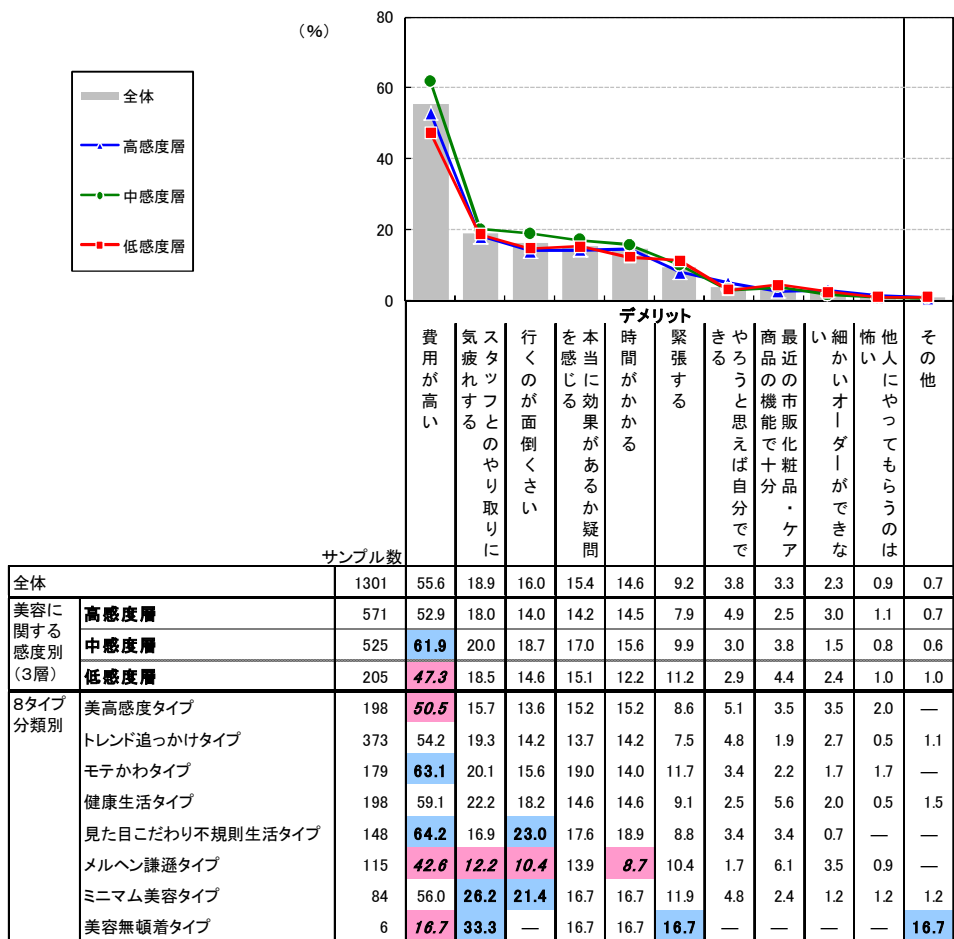 （%）
80
60
40
20
0
全体
高感度層
中感度層
低感度層
デメリット
費用が高い
スタッフとのやり取りに
気疲れする
行くのが面倒くさい
本当に効果があるか疑問
を感じる
時間がかかる
緊張する
やろうと思えば自分でで
きる
最近の市販化粧品・ケア
商品の機能で十分
細かいオーダーができな
い
他人にやってもらうのは
怖い
その他
サンプル数
全体 1301 55.6 18.9 16.0 15.4 14.6 9.2 3.8 3.3 2.3 0.9 0.7
美容に
関する
感度別
（3層）
高感度層 571 52.9 18.0 14.0 14.2 14.5 7.9 4.9 2.5 3.0 1.1 0.7
中感度層 525 61.9 20.0 18.7 17.0 15.6 9.9 3.0 3.8 1.5 0.8 0.6
低感度層 205 47.3 18.5 14.6 15.1 12.2 11.2 2.9 4.4 2.4 1.0 1.0
8タイプ
分類別
美高感度タイプ 198 50.5 15.7 13.6 15.2 15.2 8.6 5.1 3.5 3.5 2.0 —
トレンド追っかけタイプ 373 54.2 19.3 14.2 13.7 14.2 7.5 4.8 1.9 2.7 0.5 1.1
モテかわタイプ 179 63.1 20.1 15.6 19.0 14.0 11.7 3.4 2.2 1.7 1.7 —
健康生活タイプ 198 59.1 22.2 18.2 14.6 14.6 9.1 2.5 5.6 2.0 0.5 1.5
見た目こだわり不規則生活タイプ 148 64.2 16.9 23.0 17.6 18.9 8.8 3.4 3.4 0.7 — —
メルヘン謙遜タイプ 115 42.6 12.2 10.4 13.9 8.7 10.4 1.7 6.1 3.5 0.9 —
ミニマム美容タイプ 84 56.0 26.2 21.4 16.7 16.7 11.9 4.8 2.4 1.2 1.2 1.2
美容無頓着タイプ 6 16.7 33.3 — 16.7 16.7 16.7 — — — — 16.7